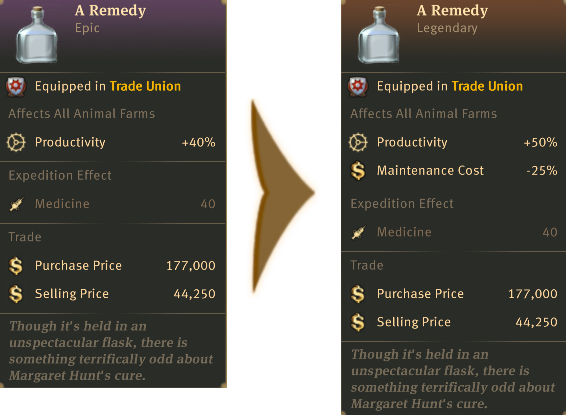 A Remedy
Epic
Equipped in Trade Union
Affects All Animal Farms
Productivity +40%
Expedition Effect
Medicine 40
Trade
Purchase Price 177,000
Selling Price 44,250
Though it's held in an
unspectacular flask, there is
something terrifically odd about
Margaret Hunt's cure.
A Remedy
Legendary
Equipped in Trade Union
Affects All Animal Farms
Productivity +50%
Maintenance Cost -25%
Expedition Effect
Medicine 40
Trade
Purchase Price 177,000
Selling Price 44,250
Though it's held in an
unspectacular flask, there is
something terrifically odd about
Margaret Hunt's cure.